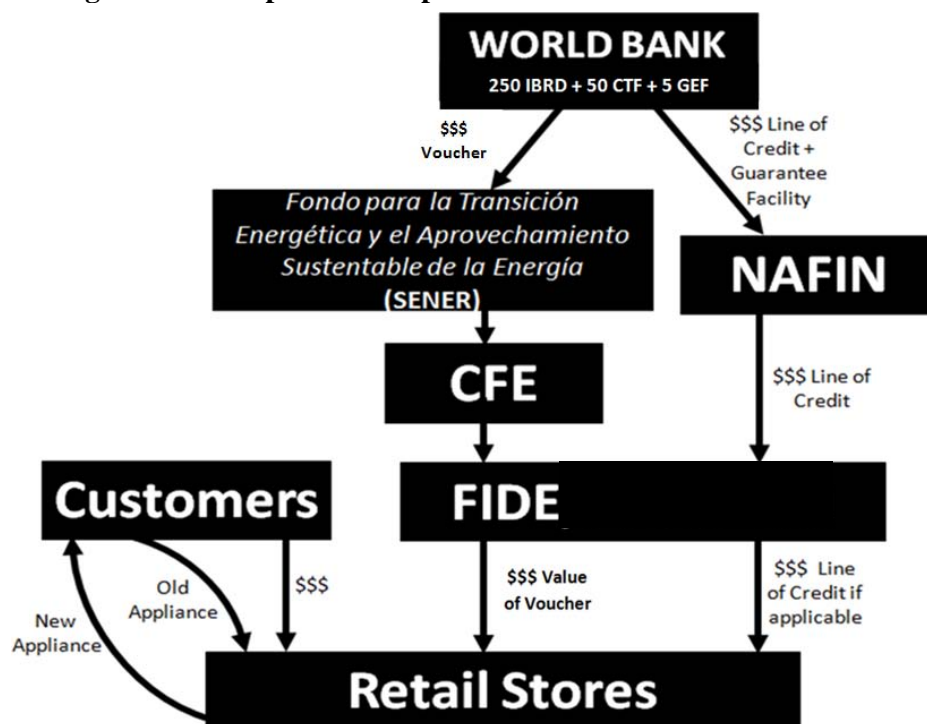 WORLD BANK
250 IBRD + 50 CTF + 5 GEF
$$$
Voucher
$$$ Line of
Credit +
Guarantee
Facility
Fondo para la Transición
Energética y el Aprovechamiento
Sustentable de la Energía
(SENER)
NAFIN
CFE
$$$ Line of
Credit
Customers
FIDE
Old
Appliance
$$$
New
Appliance
$$$ Value
of Voucher
$$$ Line
of Credit if
applicable
Retail Stores